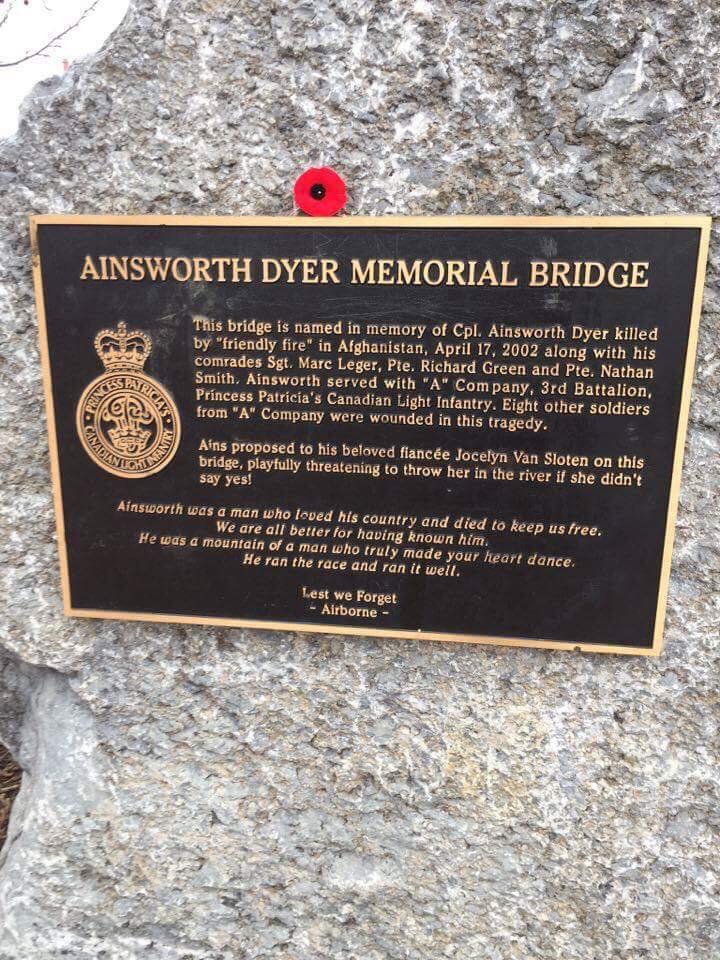 AINSWORTH DYER MEMORIAL BRIDGE
This bridge is named in memory of Cpl. Ainsworth Dyer killed
by "friendly fire" in Afghanistan, April 17, 2002 along with his
comrades Sgt. Marc Leger, Pte. Richard Green and Pte. Nathan
Smith. Ainsworth served with "A" Company, 3rd Battalion,
Princess Patricia's Canadian Light Infantry. Eight other soldiers
from "A" Company were wounded in this tragedy.
PRINCESS PATRICIA'S
CANADIAN LIGHT INFANTRY
Ains proposed to his beloved fiancée Jocelyn Van Sloten on this
bridge, playfully threatening to throw her in the river if she didn't
say yes!
Ainsworth was a man who loved his country and died to keep us free.
We are all better for having known him.
He was a mountain of a man who truly made your heart dance.
He ran the race and ran it well.
Lest we Forget
- Airborne -